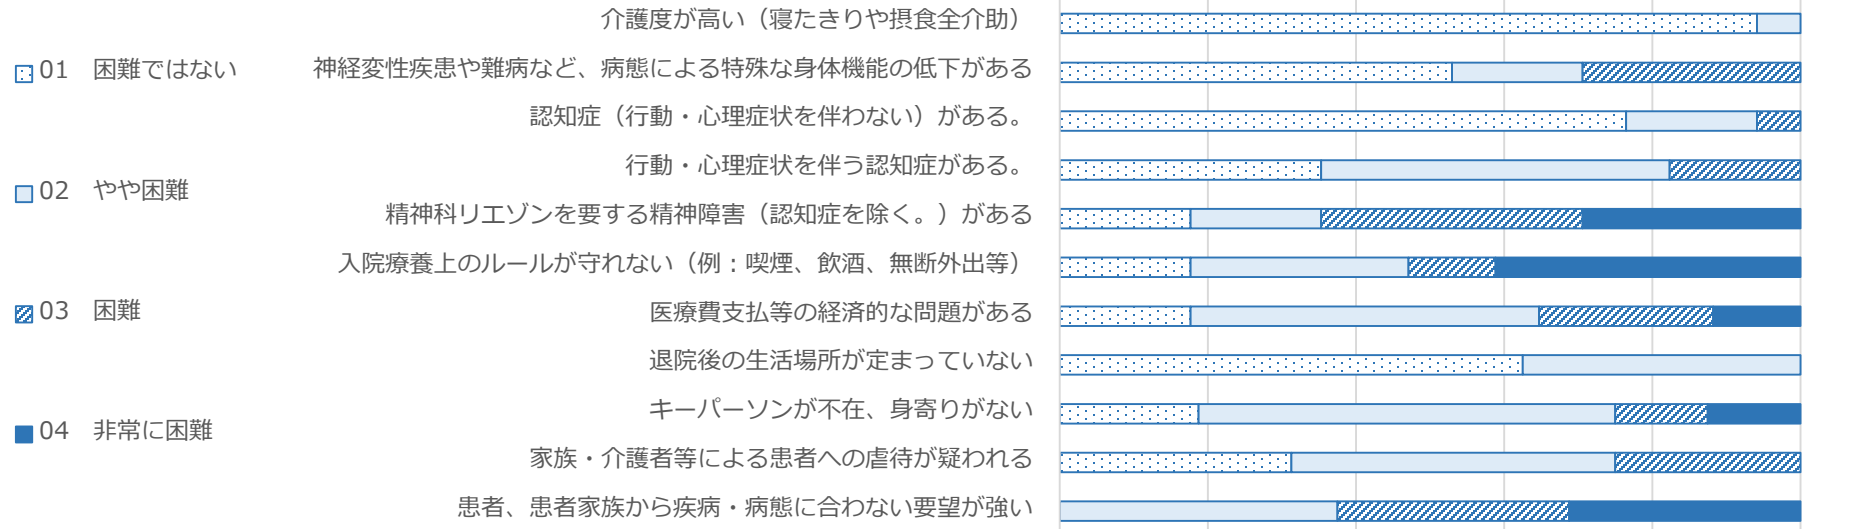 介護度が高い（寝たきりや摂食全介助）
01 困難ではない
神経変性疾患や難病など、病態による特殊な身体機能の低下がある
認知症（行動・心理症状を伴わない）がある。
行動・心理症状を伴う認知症がある。
02 やや困難
精神科リエゾンを要する精神障害（認知症を除く。）がある
入院療養上のルールが守れない（例：喫煙、飲酒、無断外出等）
03 困難
医療費支払等の経済的な問題がある
退院後の生活場所が定まっていない
キーパーソンが不在、身寄りがない
04 非常に困難
家族・介護者等による患者への虐待が疑われる
患者、患者家族から疾病・病態に合わない要望が強い